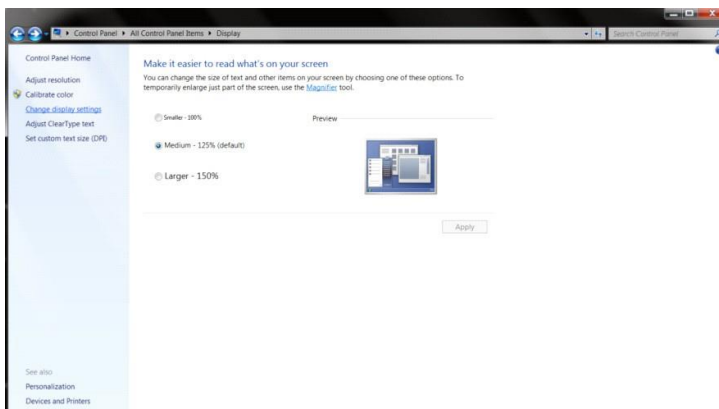 Control Panel ▸ All Control Panel Items ▸ Display
Search Control Panel
Control Panel Home
Adjust resolution
Calibrate color
Change display settings
Adjust ClearType text
Set custom text size (DPI)
See also
Personalization
Devices and Printers
Make it easier to read what's on your screen
You can change the size of text and other items on your screen by choosing one of these options. To
temporarily enlarge just part of the screen, use the Magnifier tool.
Smaller - 100%
Preview
Medium - 125% (default)
Larger - 150%
Apply